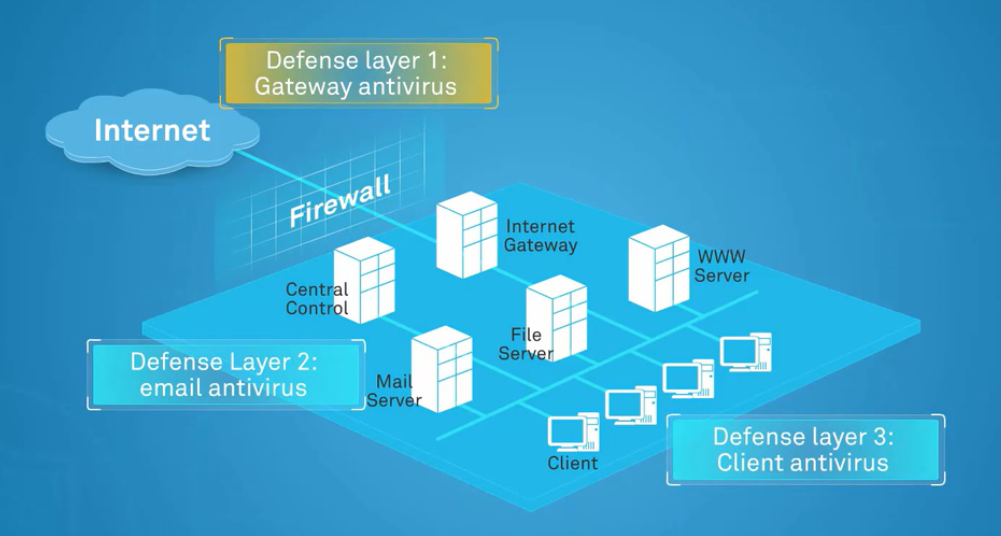 Defense layer 1:
Gateway antivirus
Internet
Firewall
Internet
Gateway
WWW
Server
Central
Control
File
Server
Defense Layer 2:
email antivirus
Mail
Server
Client
Defense layer 3:
Client antivirus